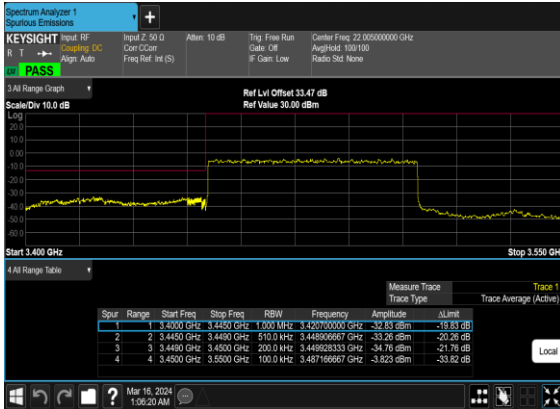 Spectrum Analyzer 1
Spurious Emissions
KEYSIGHT Input: RF Input Z: 50 Ω Atten: 10 dB Trig: Free Run Center Freq: 22.005000000 GHz
R T Coupling: DC Corr CCorr Gate: Off Avg|Hold: 100/100
Align: Auto Freq Ref: Int (S) IF Gain: Low Radio Std: None
PASS
3 All Range Graph
Ref Lvl Offset 33.47 dB
Scale/Div 10.0 dB Ref Value 30.00 dBm
Log
20.0
10.0
0.00
-10.0
-20.0
-30.0
-40.0
-50.0
-60.0
Start 3.400 GHz Stop 3.550 GH
4 All Range Table
Measure Trace Trace 1
Trace Type Trace Average (Active)
Spur Range Start Freq Stop Freq RBW Frequency Amplitude ΔLimit
1 1 3.4000 GHz 3.4450 GHz 1.000 MHz 3.420700000 GHz -32.83 dBm -19.83 dB
2 2 3.4450 GHz 3.4490 GHz 510.0 kHz 3.448906667 GHz -33.26 dBm -20.26 dB
3 3 3.4490 GHz 3.4500 GHz 200.0 kHz 3.449928333 GHz -34.76 dBm -21.76 dB
4 4 3.4500 GHz 3.5500 GHz 100.0 kHz 3.487166667 GHz -3.823 dBm -33.82 dB
Local
Mar 16, 2024
1:06:20 AM